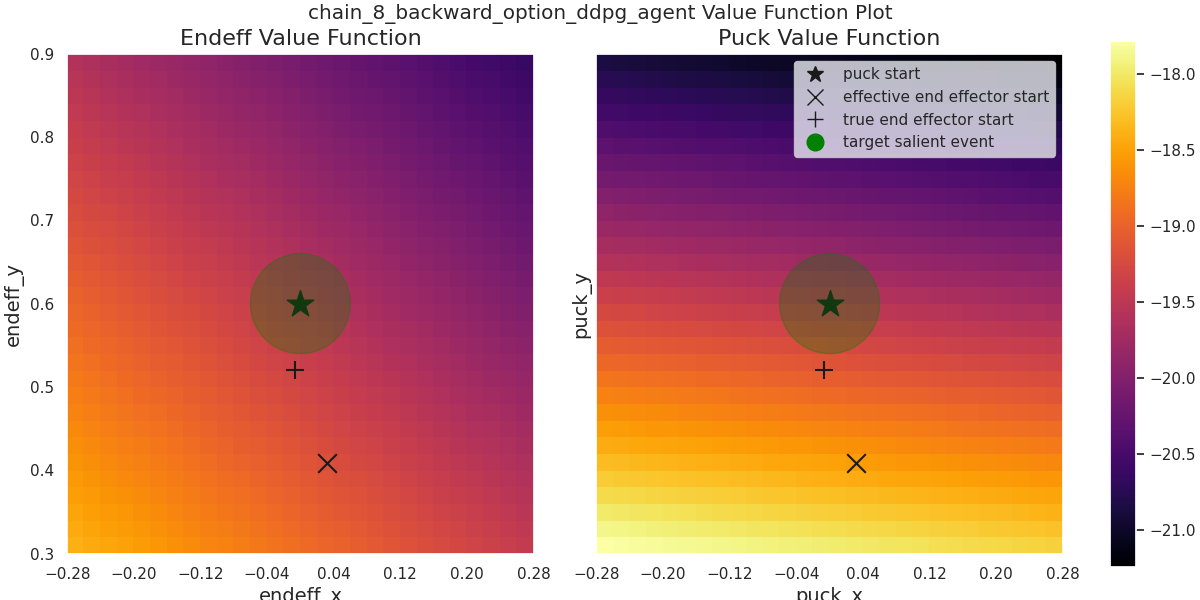 chain_8_backward_option_ddpg_agent Value Function Plot
Endeff Value Function
Puck Value Function
puck start
effective end effector start
true end effector start
target salient event
endeff_y
0.9
0.8
0.7
0.6
0.5
0.4
0.3
−0.28 −0.20 −0.12 −0.04 0.04 0.12 0.20 0.28
endeff_x
puck_y
−0.28 −0.20 −0.12 −0.04 0.04 0.12 0.20 0.28
puck_x
−18.0
−18.5
−19.0
−19.5
−20.0
−20.5
−21.0